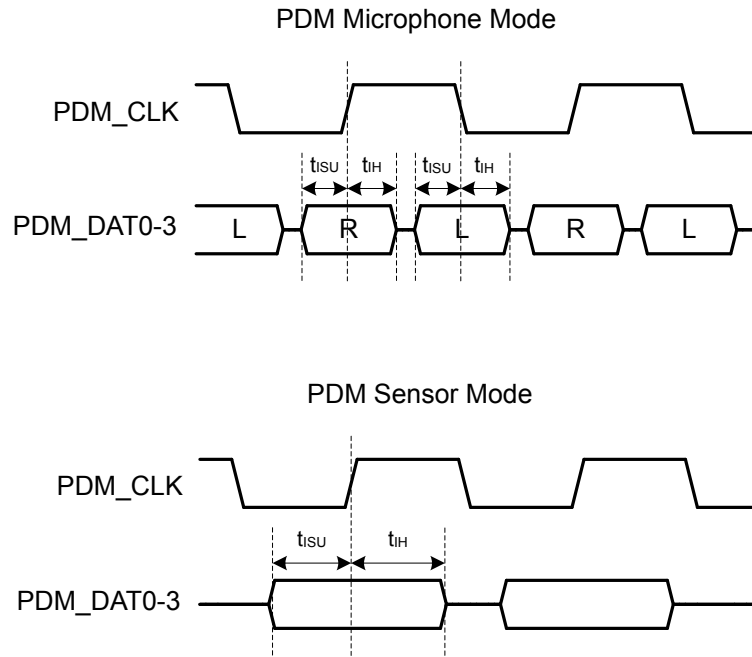 PDM Microphone Mode
PDM_CLK
tISU tIH tISU tIH
PDM_DAT0-3 L R L R L
PDM Sensor Mode
PDM_CLK
tISU tIH
PDM_DAT0-3